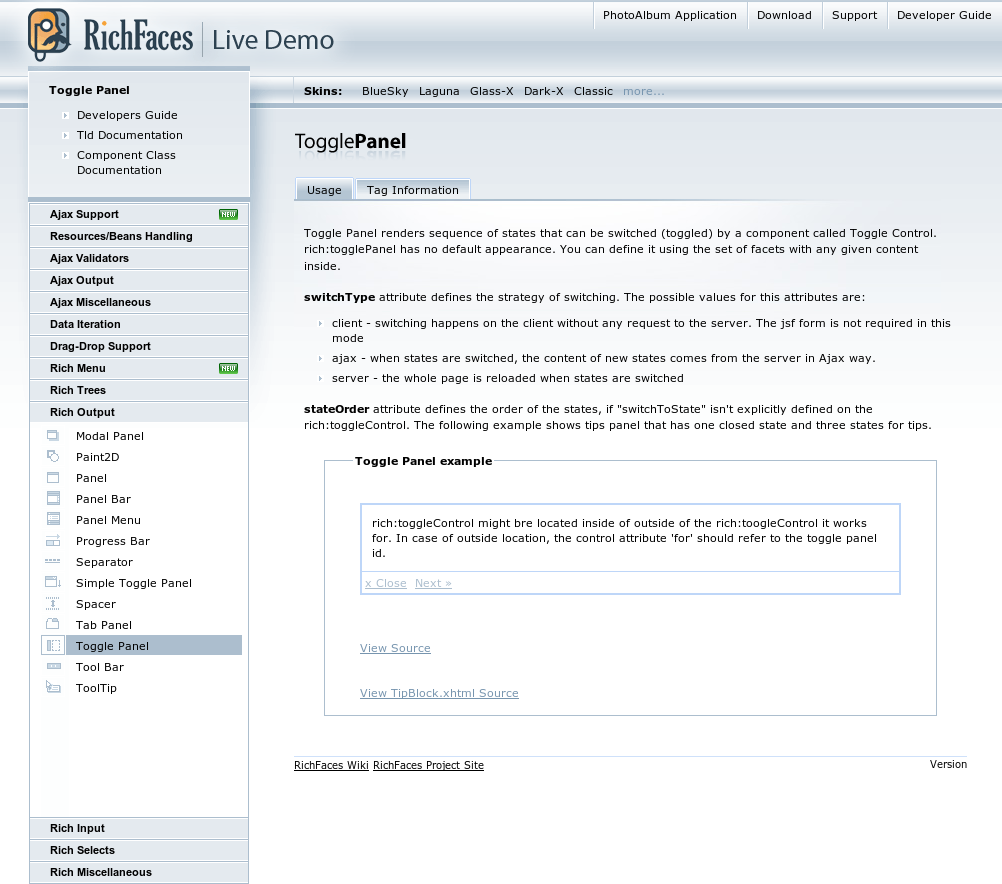 RichFaces Live Demo
PhotoAlbum Application
Download
Support
Developer Guide
Skins: BlueSky Laguna Glass-X Dark-X Classic more...
Toggle Panel
Developers Guide
Tld Documentation
Component Class
Documentation
Ajax Support NEW
Resources/Beans Handling
Ajax Validators
Ajax Output
Ajax Miscellaneous
Data Iteration
Drag-Drop Support
Rich Menu NEW
Rich Trees
Rich Output
Modal Panel
Paint2D
Panel
Panel Bar
Panel Menu
Progress Bar
Separator
Simple Toggle Panel
Spacer
Tab Panel
Toggle Panel
Tool Bar
ToolTip
Rich Input
Rich Selects
Rich Miscellaneous
TogglePanel
Usage
Tag Information
Toggle Panel renders sequence of states that can be switched (toggled) by a component called Toggle Control.
rich:togglePanel has no default appearance. You can define it using the set of facets with any given content
inside.
switchType attribute defines the strategy of switching. The possible values for this attributes are:
client - switching happens on the client without any request to the server. The jsf form is not required in this
mode
ajax - when states are switched, the content of new states comes from the server in Ajax way.
server - the whole page is reloaded when states are switched
stateOrder attribute defines the order of the states, if "switchToState" isn't explicitly defined on the
rich:toggleControl. The following example shows tips panel that has one closed state and three states for tips.
Toggle Panel example
rich:toggleControl might bre located inside of outside of the rich:toogleControl it works
for. In case of outside location, the control attribute 'for' should refer to the toggle panel
id.
x Close Next »
View Source
View TipBlock.xhtml Source
RichFaces Wiki RichFaces Project Site
Version